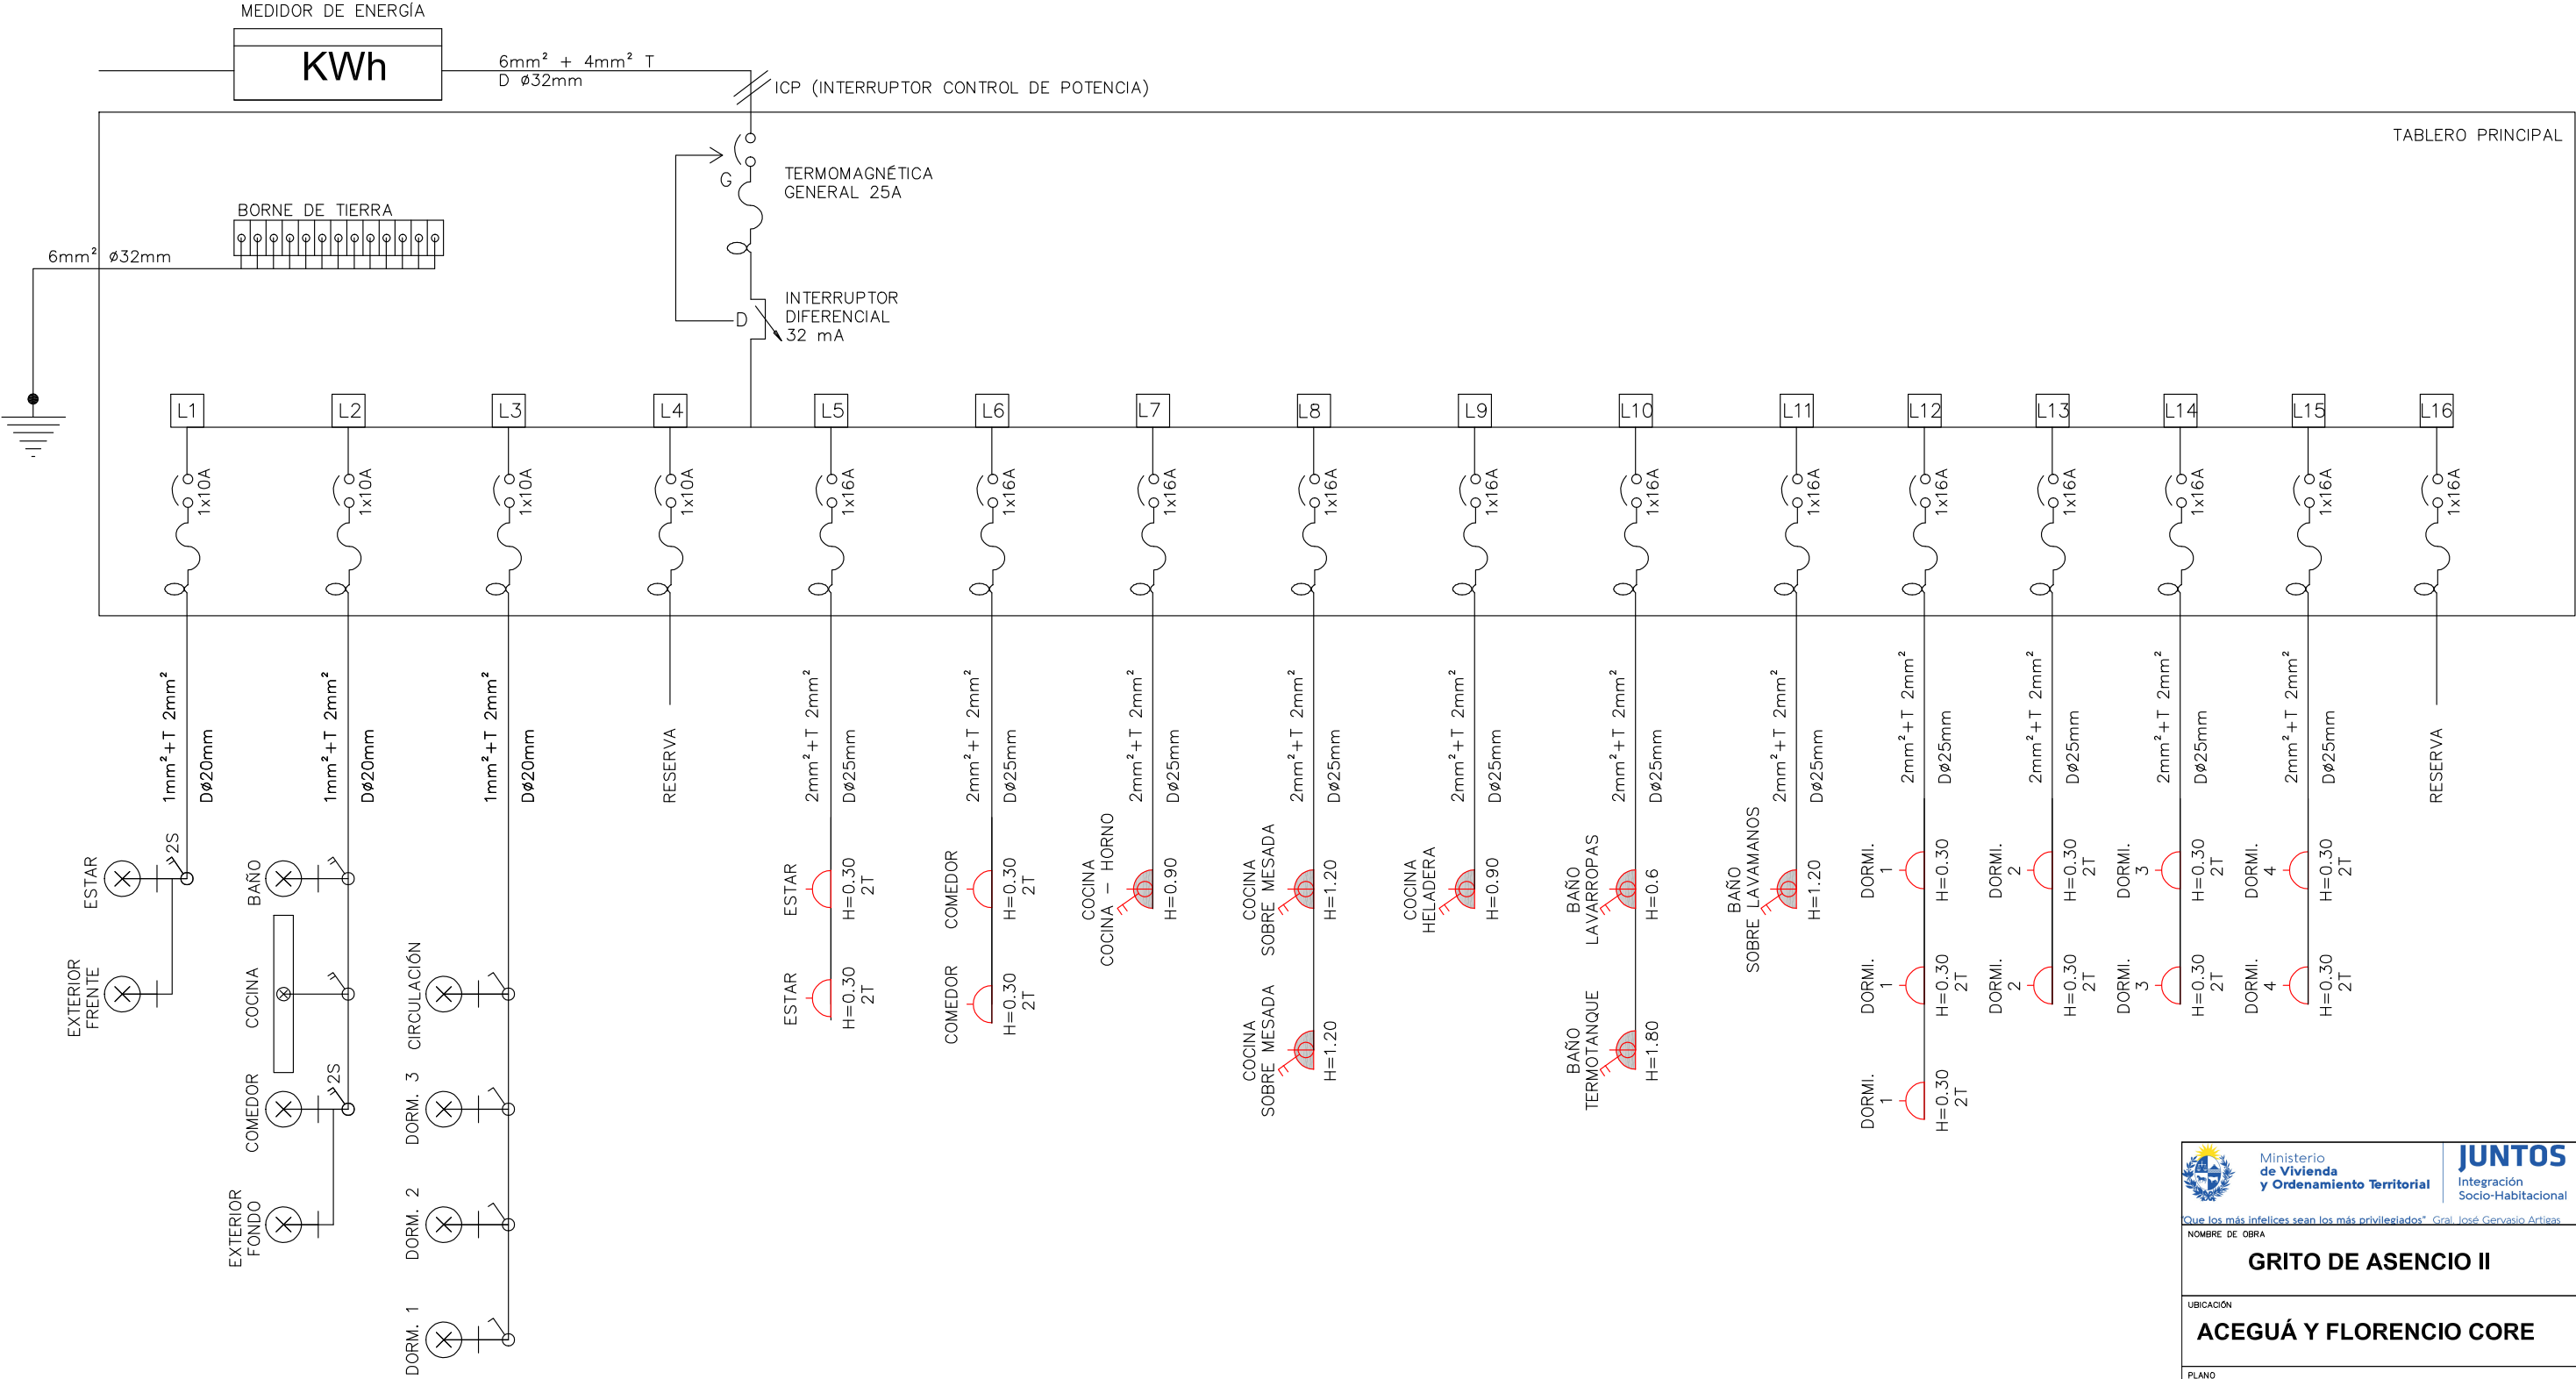 MEDIDOR DE ENERGÍA
KWh
6mm² + 4mm² T
D ø32mm
ICP (INTERRUPTOR CONTROL DE POTENCIA)
TABLERO PRINCIPAL
G
TERMOMAGNÉTICA
GENERAL 25A
BORNE DE TIERRA
6mm² ø32mm
D
INTERRUPTOR
DIFERENCIAL
32 mA
L1
L2
L3
L4
L5
L6
L7
L8
L9
L10
L11
L12
L13
L14
L15
L16
1x10A
1x10A
1x10A
1x10A
1x16A
1x16A
1x16A
1x16A
1x16A
1x16A
1x16A
1x16A
1x16A
1x16A
1x16A
1x16A
1mm²+T 2mm²
Dø20mm
2S
ESTAR
EXTERIOR
FRENTE
1mm²+T 2mm²
Dø20mm
BAÑO
COCINA
2S
COMEDOR
EXTERIOR
FONDO
1mm²+T 2mm²
Dø20mm
CIRCULACIÓN
DORM. 3
DORM. 2
DORM. 1
RESERVA
2mm²+T 2mm²
Dø25mm
ESTAR
H=0.30
2T
ESTAR
H=0.30
2T
2mm²+T 2mm²
Dø25mm
COMEDOR
H=0.30
2T
COMEDOR
H=0.30
2T
2mm²+T 2mm²
Dø25mm
COCINA
COCINA – HORNO
H=0.90
2mm²+T 2mm²
Dø25mm
COCINA
SOBRE MESADA
H=1.20
COCINA
SOBRE MESADA
H=1.20
2mm²+T 2mm²
Dø25mm
COCINA
HELADERA
H=0.90
2mm²+T 2mm²
Dø25mm
BAÑO
LAVARROPAS
H=0.6
BAÑO
TERMOTANQUE
H=1.80
2mm²+T 2mm²
Dø25mm
BAÑO
SOBRE LAVAMANOS
H=1.20
2mm²+T 2mm²
Dø25mm
DORMI.
1
H=0.30
DORMI.
1
H=0.30
2T
DORMI.
1
H=0.30
2T
2mm²+T 2mm²
Dø25mm
DORMI.
2
H=0.30
2T
DORMI.
2
H=0.30
2T
2mm²+T 2mm²
Dø25mm
DORMI.
3
H=0.30
2T
DORMI.
3
H=0.30
2T
2mm²+T 2mm²
Dø25mm
DORMI.
4
H=0.30
2T
DORMI.
4
H=0.30
2T
RESERVA
Ministerio
de Vivienda
y Ordenamiento Territorial
JUNTOS
Integración
Socio-Habitacional
"Que los más infelices sean los más privilegiados" Gral. José Gervasio Artigas
NOMBRE DE OBRA
GRITO DE ASENCIO II
UBICACIÓN
ACEGUÁ Y FLORENCIO CORE
PLANO